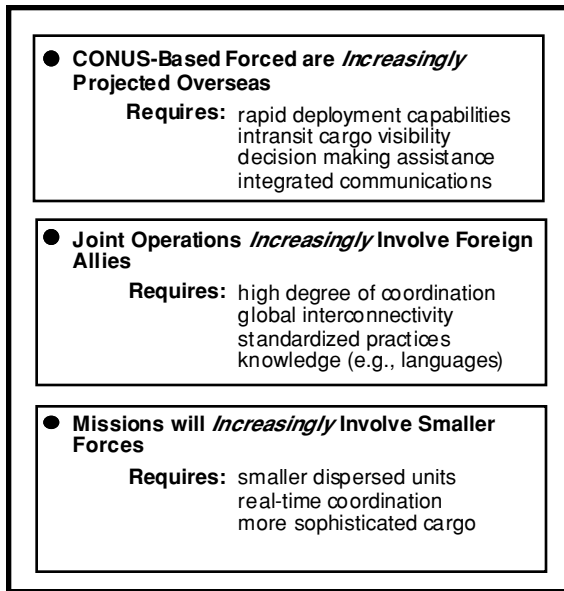 ● CONUS-Based Forced are Increasingly
Projected Overseas
Requires: rapid deployment capabilities
intransit cargo visibility
decision making assistance
integrated communications
● Joint Operations Increasingly Involve Foreign
Allies
Requires: high degree of coordination
global interconnectivity
standardized practices
knowledge (e.g., languages)
● Missions will Increasingly Involve Smaller
Forces
Requires: smaller dispersed units
real-time coordination
more sophisticated cargo